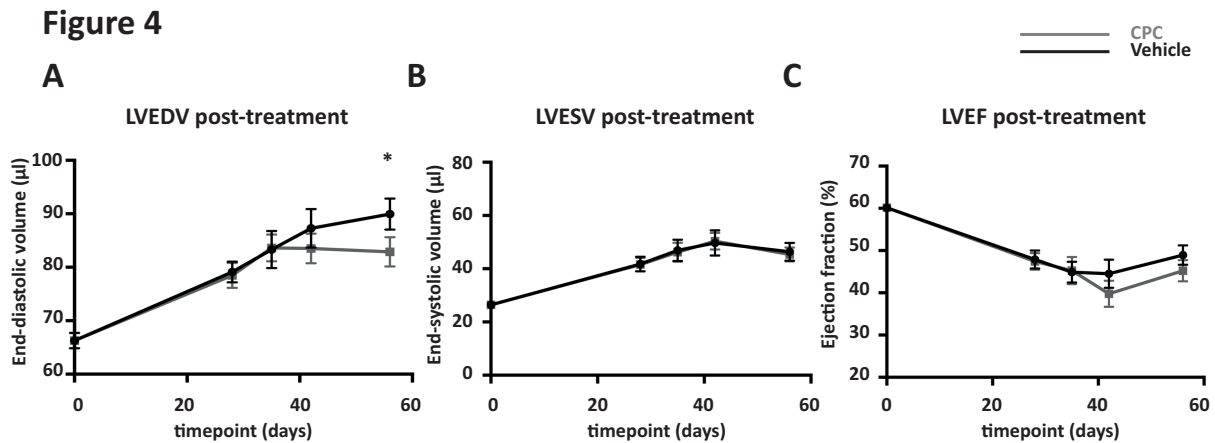 Figure 4
CPC
Vehicle
A
B
C
LVEDV post-treatment
LVESV post-treatment
LVEF post-treatment
End-diastolic volume (µl)
100
90
80
70
60
*
0
20
40
60
timepoint (days)
End-systolic volume (µl)
80
60
40
20
0
0
20
40
60
timepoint (days)
Ejection fraction (%)
70
60
50
40
30
20
0
20
40
60
timepoint (days)